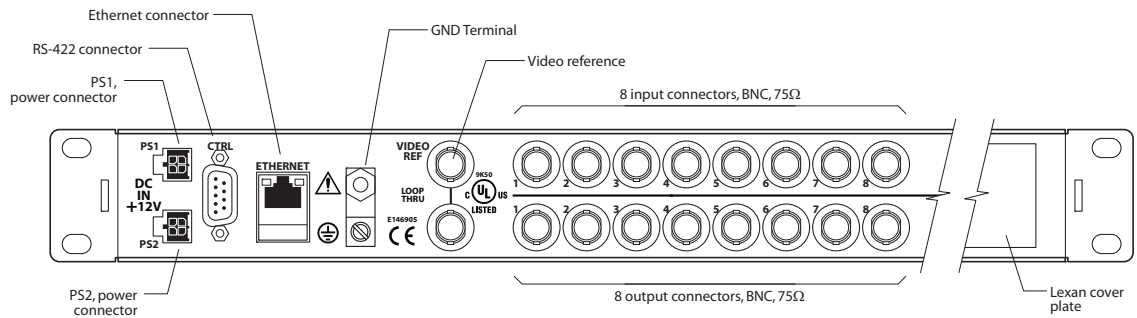 Ethernet connector
GND Terminal
RS-422 connector
Video reference
PS1,
power connector
8 input connectors, BNC, 75Ω
PS1
CTRL
ETHERNET
VIDEO
REF
DC
IN
+12V
LOOP
THRU
9K50
C UL US
LISTED
E146905
CE
PS2
1 2 3 4 5 6 7 8
1 2 3 4 5 6 7 8
PS2, power
connector
8 output connectors, BNC, 75Ω
Lexan cover
plate